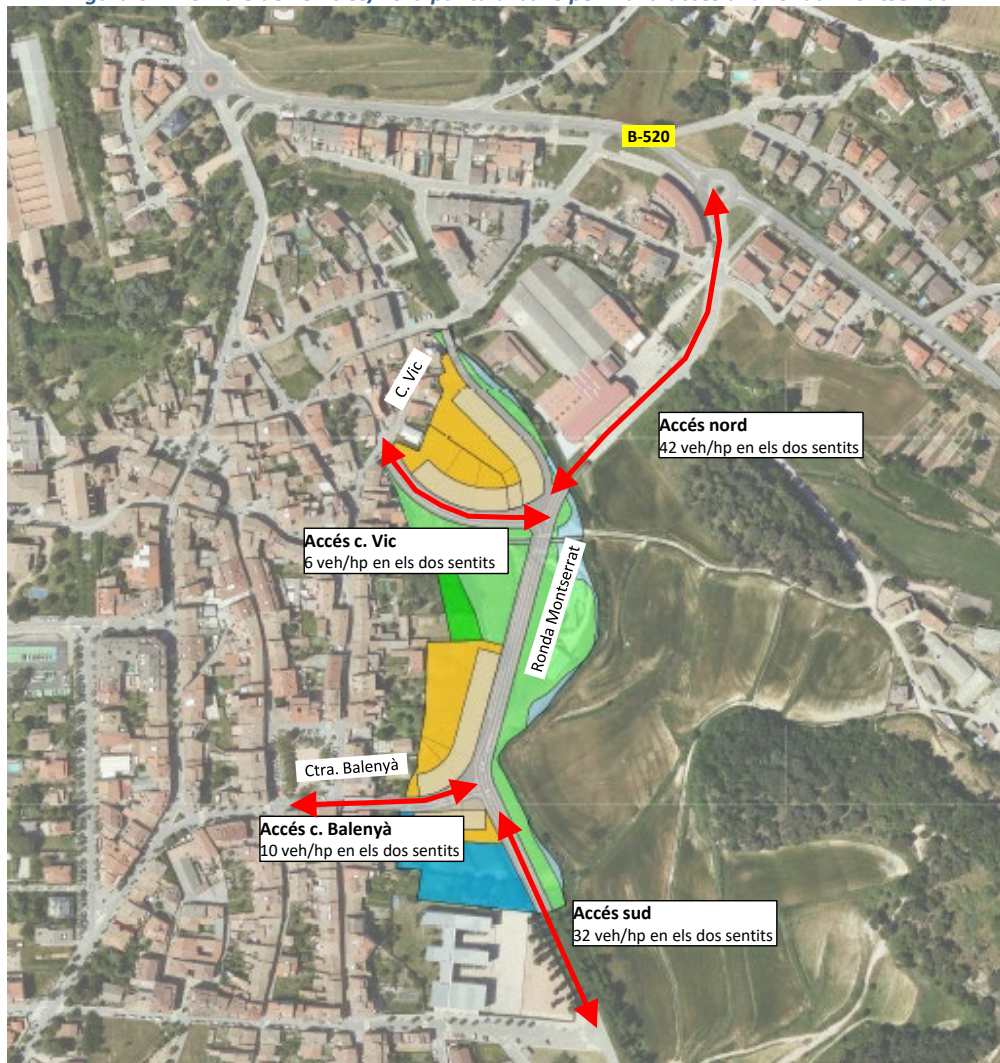 B-520
C. Vic
Accés nord
42 veh/hp en els dos sentits
Accés c. Vic
6 veh/hp en els dos sentits
Ronda Montserrat
Ctra. Balenyà
Accés c. Balenyà
10 veh/hp en els dos sentits
Accés sud
32 veh/hp en els dos sentits